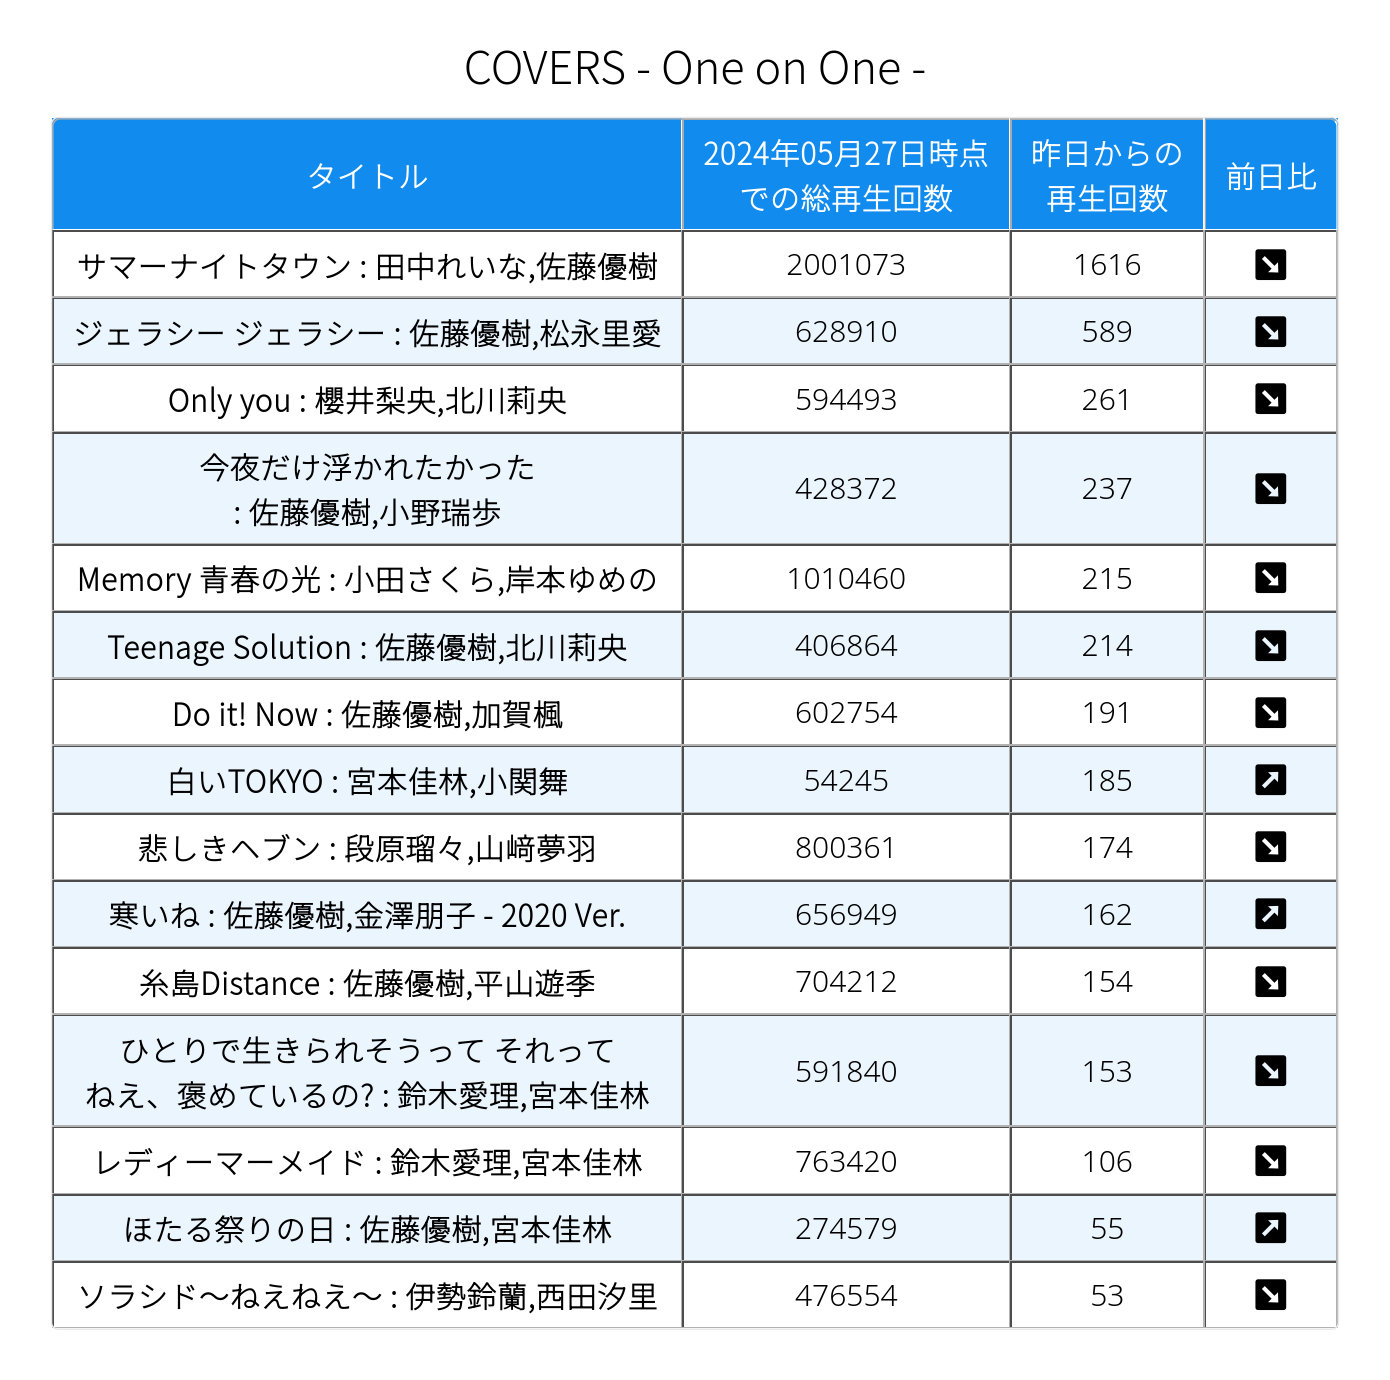 COVERS - One on One -
タイトル
2024年05月27日時点
での総再生回数
昨日からの
再生回数
前日比
サマーナイトタウン : 田中れいな,佐藤優樹 2001073 1616 ↘
ジェラシー ジェラシー : 佐藤優樹,松永里愛 628910 589 ↘
Only you : 櫻井梨央,北川莉央 594493 261 ↘
今夜だけ浮かれたかった
: 佐藤優樹,小野瑞歩 428372 237 ↘
Memory 青春の光 : 小田さくら,岸本ゆめの 1010460 215 ↘
Teenage Solution : 佐藤優樹,北川莉央 406864 214 ↘
Do it! Now : 佐藤優樹,加賀楓 602754 191 ↘
白いTOKYO : 宮本佳林,小関舞 54245 185 ↗
悲しきヘブン : 段原瑠々,山﨑夢羽 800361 174 ↘
寒いね : 佐藤優樹,金澤朋子 - 2020 Ver. 656949 162 ↗
糸島Distance : 佐藤優樹,平山遊季 704212 154 ↘
ひとりで生きられそうって それって
ねえ、褒めているの? : 鈴木愛理,宮本佳林 591840 153 ↘
レディーマーメイド : 鈴木愛理,宮本佳林 763420 106 ↘
ほたる祭りの日 : 佐藤優樹,宮本佳林 274579 55 ↗
ソラシド～ねえねえ～ : 伊勢鈴蘭,西田汐里 476554 53 ↘